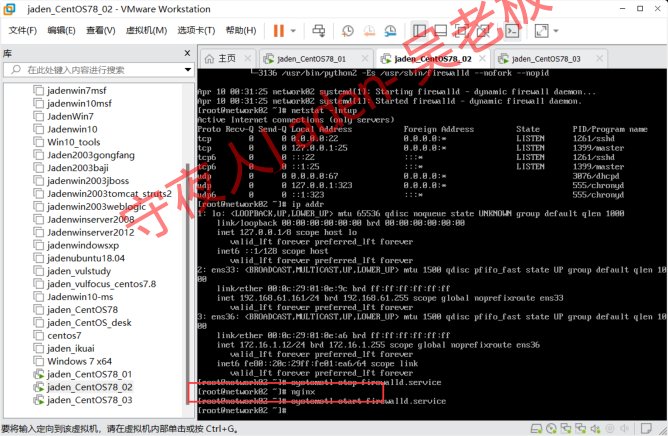 jaden_CentOS78_02 - VMware Workstation
文件(F) 编辑(E) 查看(V) 虚拟机(M) 选项卡(T) 帮助(H)
库
在此处键入内容进行搜索
jadenwin7msf
jadenwin10msf
JadenWin7
Jadenwin10
Win10_tools
Jaden2003gongfang
Jaden2003baji
jadenwin2003jboss
Jadenwin2003tomcat_struts2
jadenwin2003weblogic
Jadenwinserver2008
Jadenwinserver2012
jadenwindowsxp
jadenubuntu18.04
jaden_vulstudy
jaden_vulfocus_centos7.8
Jadenwin10-ms
jaden_CentOS78
jaden_CentOS_desk
centos7
jaden_ikuai
Windows 7 x64
jaden_CentOS78_01
jaden_CentOS78_02
jaden_CentOS78_03
主页 jaden_CentOS78_01 jaden_CentOS78_02 jaden_CentOS78_03
└─3136 /usr/bin/python2 -Es /usr/sbin/firewalld --nofork --nopid
Apr 10 00:31:25 network02 systemd[1]: Starting firewalld - dynamic firewall daemon...
Apr 10 00:31:25 network02 systemd[1]: Started firewalld - dynamic firewall daemon.
[root@network02 ~]# netstat -lntup
Active Internet connections (only servers)
Proto Recv-Q Send-Q Local Address Foreign Address State PID/Program name
tcp 0 0 0.0.0.0:22 0.0.0.0:* LISTEN 1261/sshd
tcp 0 0 127.0.0.1:25 0.0.0.0:* LISTEN 1399/master
tcp6 0 0 :::22 :::* LISTEN 1261/sshd
tcp6 0 0 ::1:25 :::* LISTEN 1399/master
udp 0 0 0.0.0.0:67 0.0.0.0:* 3076/dhcpd
udp 0 0 127.0.0.1:323 0.0.0.0:* 555/chronyd
udp6 0 0 ::1:323 :::* 555/chronyd
[root@network02 ~]# ip addr
1: lo: <LOOPBACK,UP,LOWER_UP> mtu 65536 qdisc noqueue state UNKNOWN group default qlen 1000
link/loopback 00:00:00:00:00:00 brd 00:00:00:00:00:00
inet 127.0.0.1/8 scope host lo
valid_lft forever preferred_lft forever
inet6 ::1/128 scope host
valid_lft forever preferred_lft forever
2: ens33: <BROADCAST,MULTICAST,UP,LOWER_UP> mtu 1500 qdisc pfifo_fast state UP group default qlen 10
00
link/ether 00:0c:29:01:0e:9c brd ff:ff:ff:ff:ff:ff
inet 192.168.61.161/24 brd 192.168.61.255 scope global noprefixroute ens33
valid_lft forever preferred_lft forever
3: ens36: <BROADCAST,MULTICAST,UP,LOWER_UP> mtu 1500 qdisc pfifo_fast state UP group default qlen 10
00
link/ether 00:0c:29:01:0e:a6 brd ff:ff:ff:ff:ff:ff
inet 172.16.1.12/24 brd 172.16.1.255 scope global noprefixroute ens36
valid_lft forever preferred_lft forever
inet6 fe80::20c:29ff:fe01:ea6/64 scope link
valid_lft forever preferred_lft forever
[root@network02 ~]# systemctl stop firewalld.service
[root@network02 ~]# nginx
[root@network02 ~]# systemctl start firewalld.service
[root@network02 ~]#
守夜人jaden-吴老板
要将输入定向到该虚拟机，请在虚拟机内部单击或按 Ctrl+G。